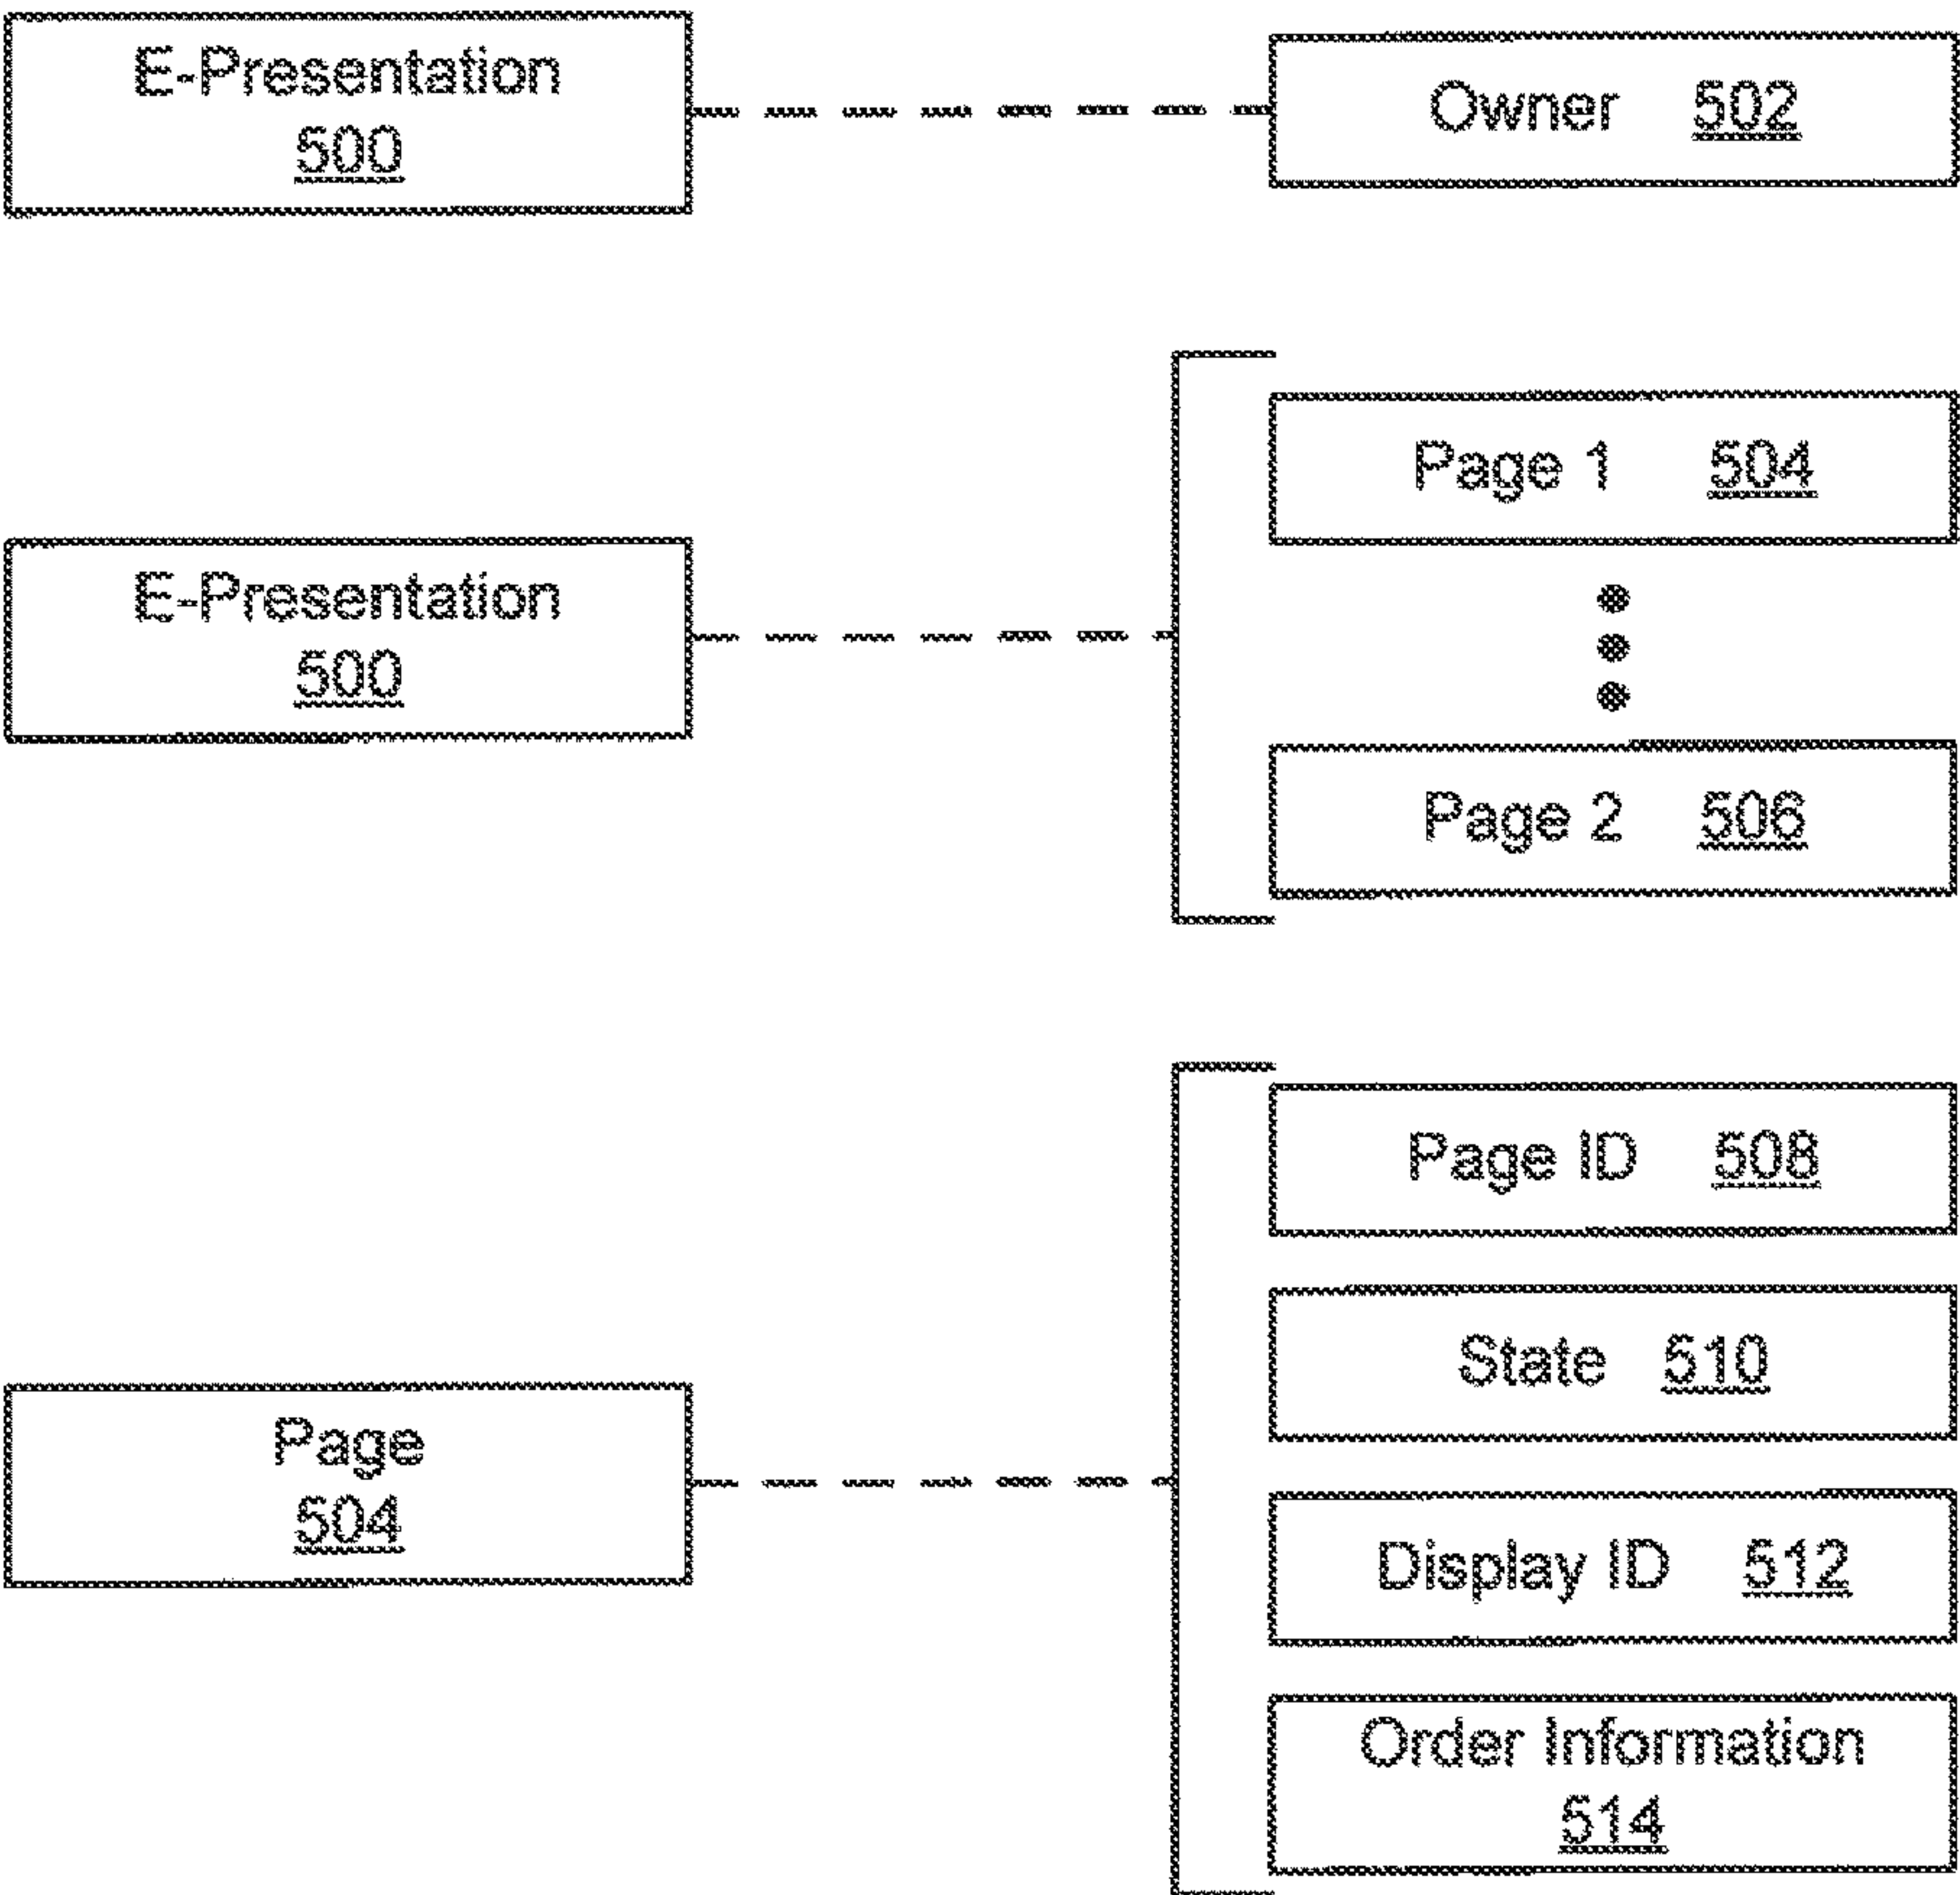 E-Presentation
500
Owner 502
Page 1 504
E-Presentation
500
Page 2 506
Page ID 508
State 510
Page
504
Display ID 512
Order Information
514